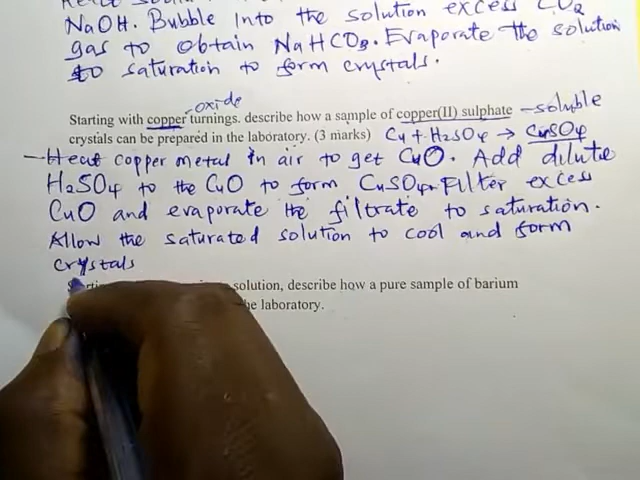 NaOH. Bubble into the solution excess CO2
gas to obtain NaHCO3. Evaporate the solution
to saturation to form crystals.
- oxide
Starting with copper turnings. describe how a sample of copper(II) sulphate - soluble
crystals can be prepared in the laboratory. (3 marks) Cu + H2SO4 → CuSO4
- Heat copper metal in air to get CuO. Add dilute
H2SO4 to the CuO to form CuSO4. Filter excess
CuO and evaporate the filtrate to saturation.
Allow the saturated solution to cool and form
crystals
solution, describe how a pure sample of barium
laboratory.